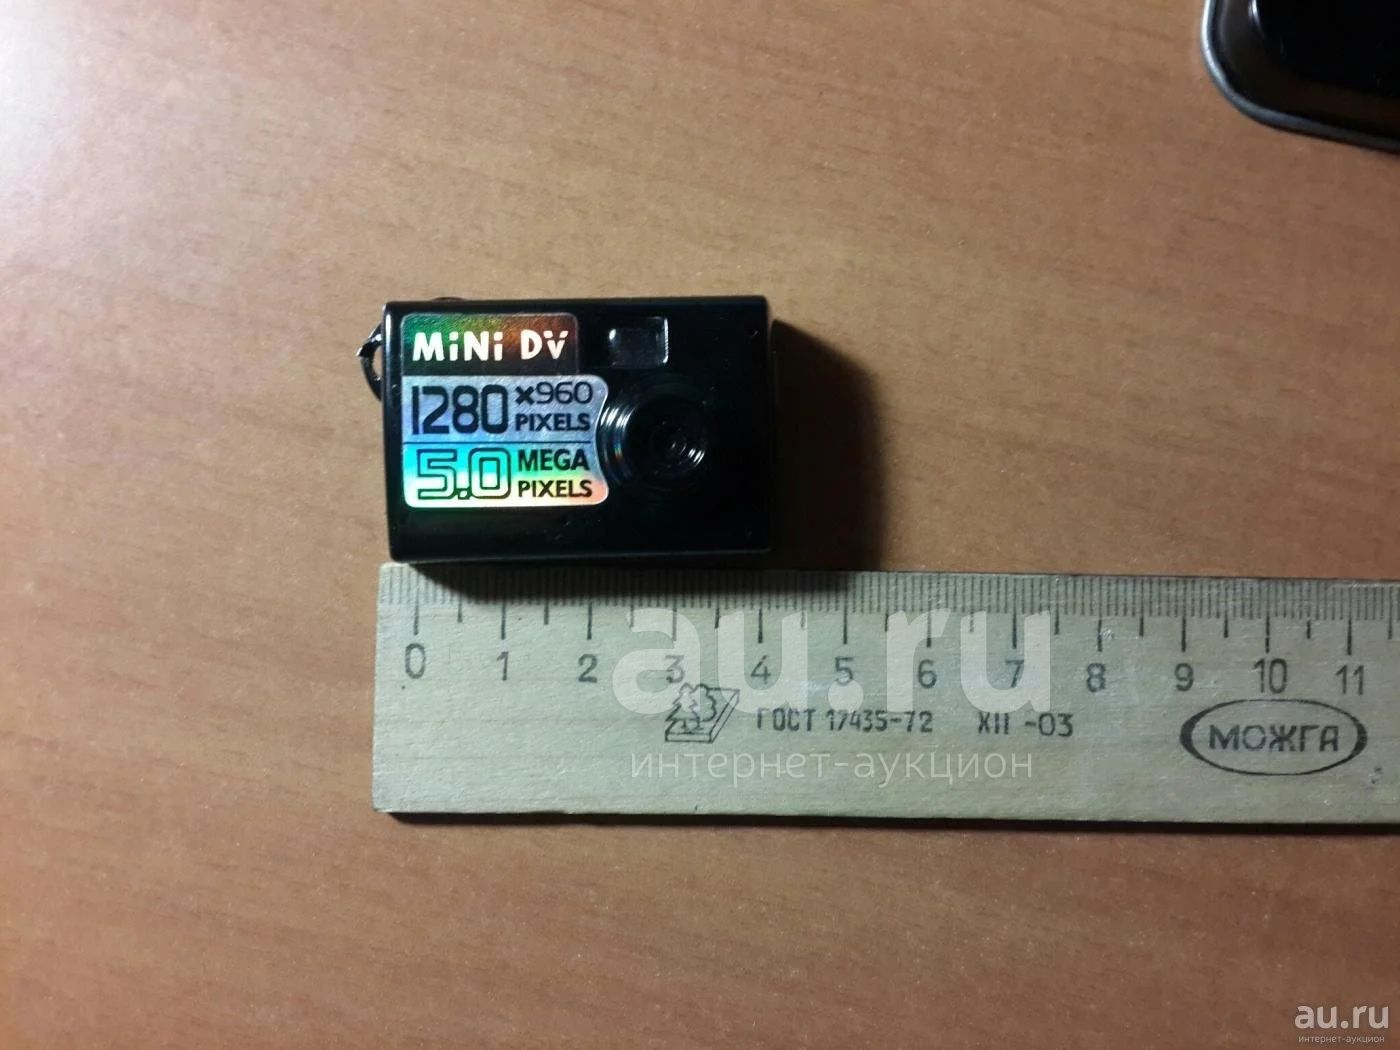 MiNi DV
1280 x960
PIXELS
5.0 MEGA
PIXELS
0 1 2 3 4 5 6 7 8 9 10 11
ГОСТ 17435-72 XII -03
МОЖГА
au.ru
интернет-аукцион
au.ru
интернет-аукцион